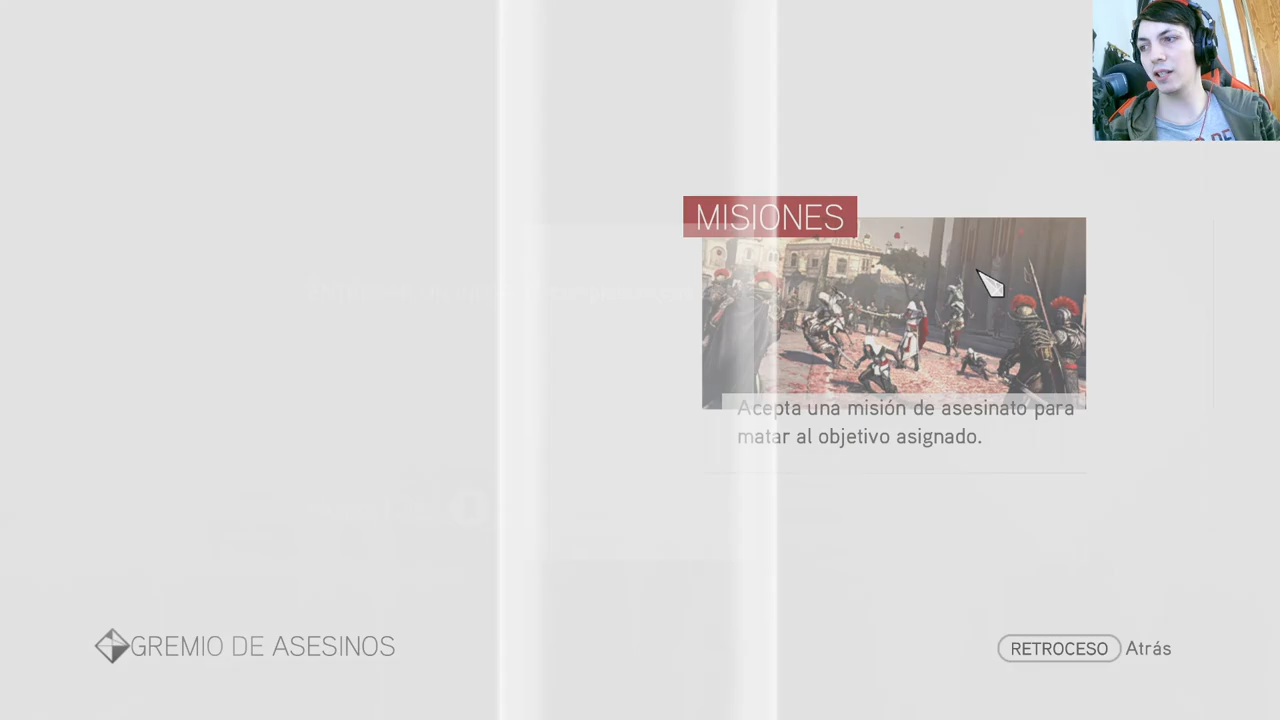 MISIONES
Acepta una misión de asesinato para
matar al objetivo asignado.
GREMIO DE ASESINOS
RETROCESO Atrás